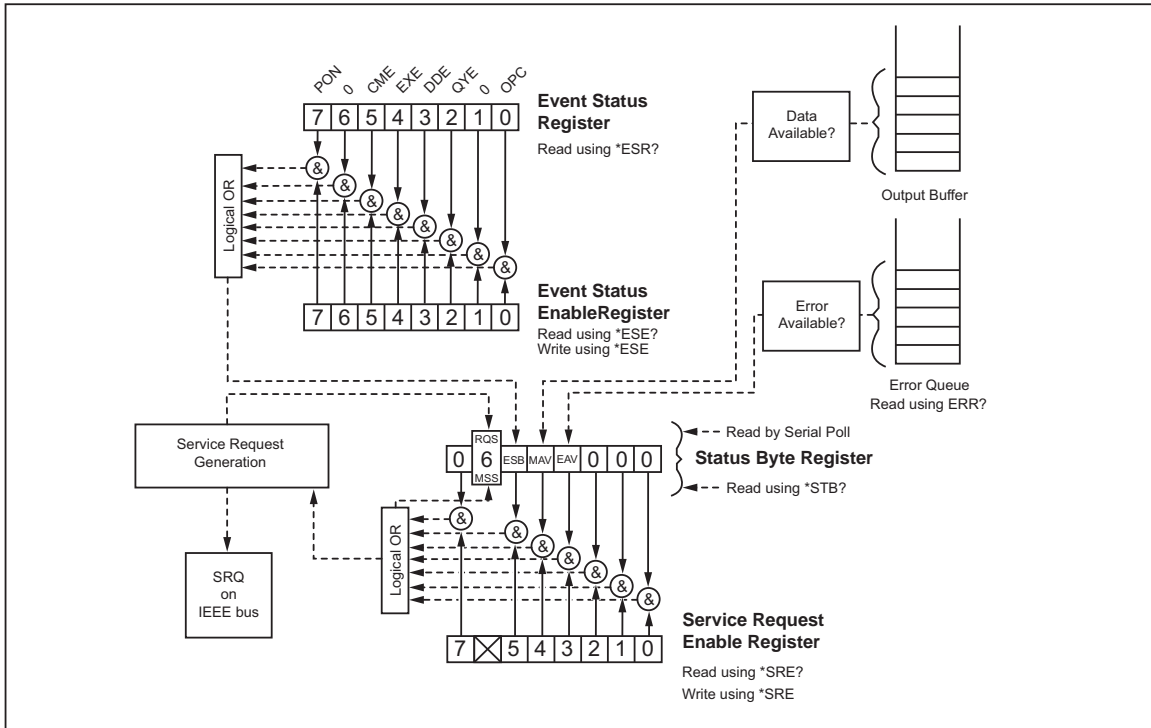 PON 0 CME EXE DDE QYE 0 OPC
7 6 5 4 3 2 1 0
Event Status
Register
Read using *ESR?
Logical OR
& & & & & & & &
Event Status
EnableRegister
7 6 5 4 3 2 1 0
Read using *ESE?
Write using *ESE
Data
Available?
Output Buffer
Error
Available?
Error Queue
Read using ERR?
Service Request
Generation
SRQ
on
IEEE bus
RQS
0 6 ESB MAV EAV 0 0 0
MSS
Read by Serial Poll
Status Byte Register
Read using *STB?
Logical OR
& & & & & & &
7 5 4 3 2 1 0
Service Request
Enable Register
Read using *SRE?
Write using *SRE